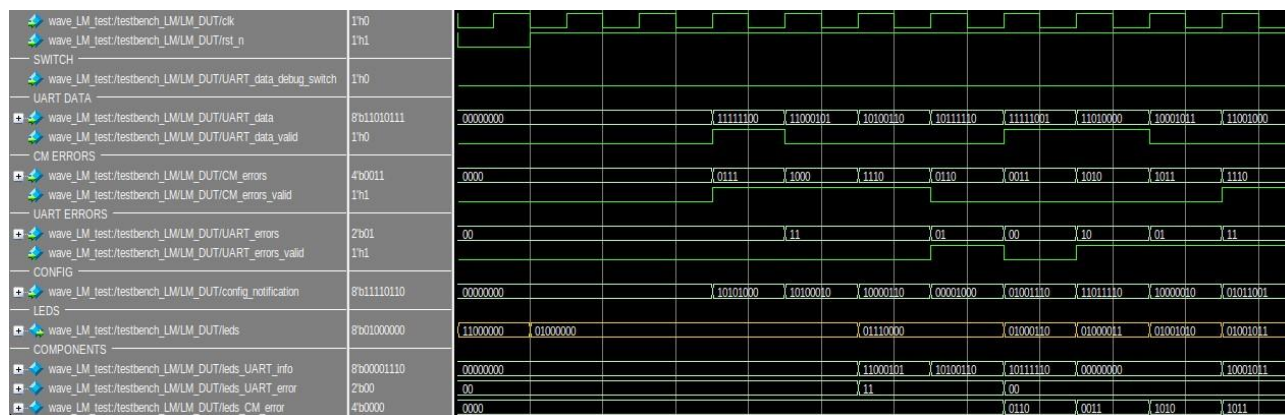 wave_LM_test:/testbench_LM/LM_DUT/clk 1'h0
wave_LM_test:/testbench_LM/LM_DUT/rst_n 1'h1
SWITCH
wave_LM_test:/testbench_LM/LM_DUT/UART_data_debug_switch 1'h0
UART DATA
wave_LM_test:/testbench_LM/LM_DUT/UART_data 8'b11010111 00000000 11111100 11000101 10100110 10111110 11111001 11010000 10001011 11001000
wave_LM_test:/testbench_LM/LM_DUT/UART_data_valid 1'h0
CM ERRORS
wave_LM_test:/testbench_LM/LM_DUT/CM_errors 4'b0011 0000 0111 1000 1110 0110 0011 1010 1011 1110
wave_LM_test:/testbench_LM/LM_DUT/CM_errors_valid 1'h1
UART ERRORS
wave_LM_test:/testbench_LM/LM_DUT/UART_errors 2'b01 00 11 01 00 10 01 11
wave_LM_test:/testbench_LM/LM_DUT/UART_errors_valid 1'h1
CONFIG
wave_LM_test:/testbench_LM/LM_DUT/config_notification 8'b11110110 00000000 10101000 10100010 10000110 00001000 01001110 11011110 10000010 01011001
LEDS
wave_LM_test:/testbench_LM/LM_DUT/leds 8'b01000000 11000000 01000000 01110000 01000110 01000011 01001010 01001011
COMPONENTS
wave_LM_test:/testbench_LM/LM_DUT/leds_UART_info 8'b00001110 00000000 11000101 10100110 10111110 00000000 10001011
wave_LM_test:/testbench_LM/LM_DUT/leds_UART_error 2'b00 00 11 00
wave_LM_test:/testbench_LM/LM_DUT/leds_CM_error 4'b0000 0000 0110 0011 1010 1011